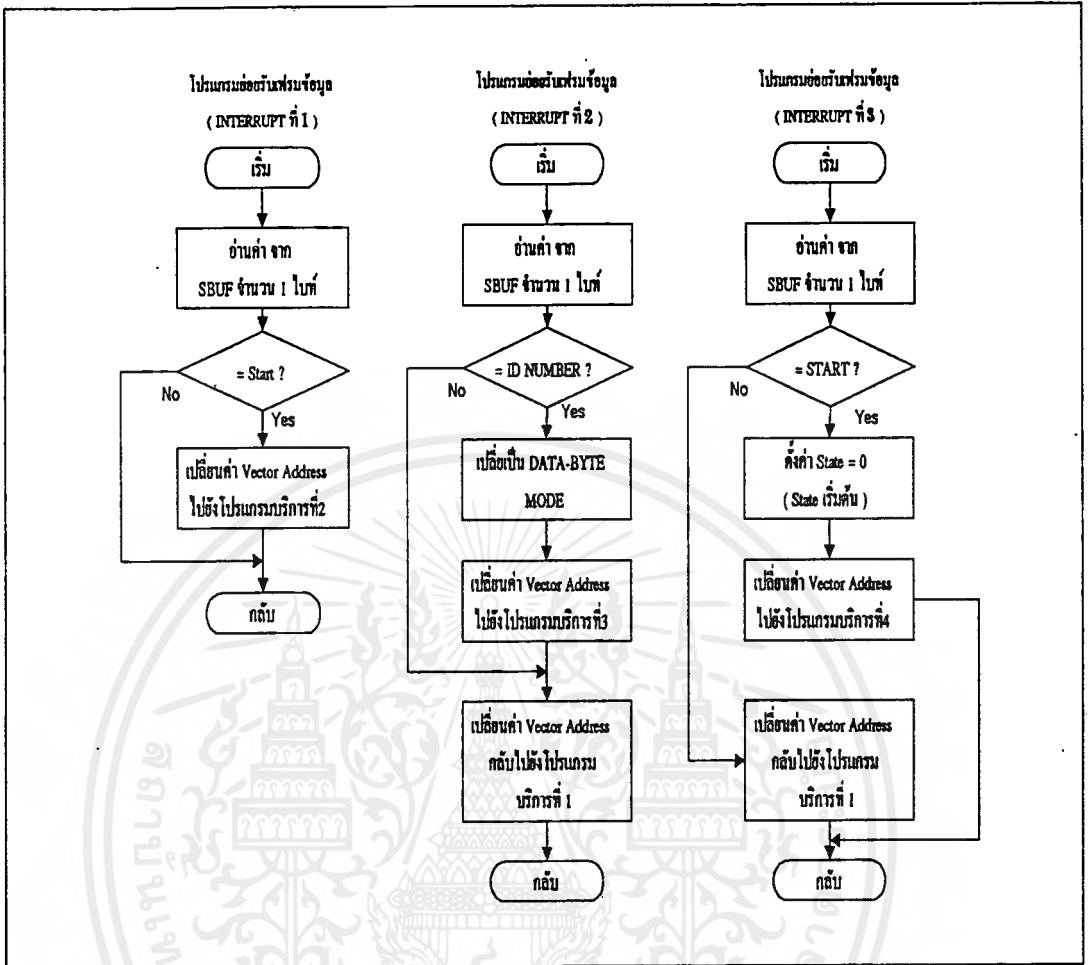 โปรแกรมย่อยรับเฟรมข้อมูล
( INTERRUPT ที่ 1 )
เริ่ม
อ่านค่า จาก
SBUF จำนวน 1 ไบท์
= Start ?
No
Yes
เปลี่ยนค่า Vector Address
ไปยังโปรแกรมบริการที่2
กลับ
โปรแกรมย่อยรับเฟรมข้อมูล
( INTERRUPT ที่ 2 )
เริ่ม
อ่านค่า จาก
SBUF จำนวน 1 ไบท์
= ID NUMBER ?
No
Yes
เปลี่ยเป็น DATA-BYTE
MODE
เปลี่ยนค่า Vector Address
ไปยังโปรแกรมบริการที่3
เปลี่ยนค่า Vector Address
กลับไปยังโปรแกรม
บริการที่ 1
กลับ
โปรแกรมย่อยรับเฟรมข้อมูล
( INTERRUPT ที่ 3 )
เริ่ม
อ่านค่า จาก
SBUF จำนวน 1 ไบท์
= START ?
No
Yes
ตั้งค่า State = 0
( State เริ่มต้น )
เปลี่ยนค่า Vector Address
ไปยังโปรแกรมบริการที่4
เปลี่ยนค่า Vector Address
กลับไปยังโปรแกรม
บริการที่ 1
กลับ